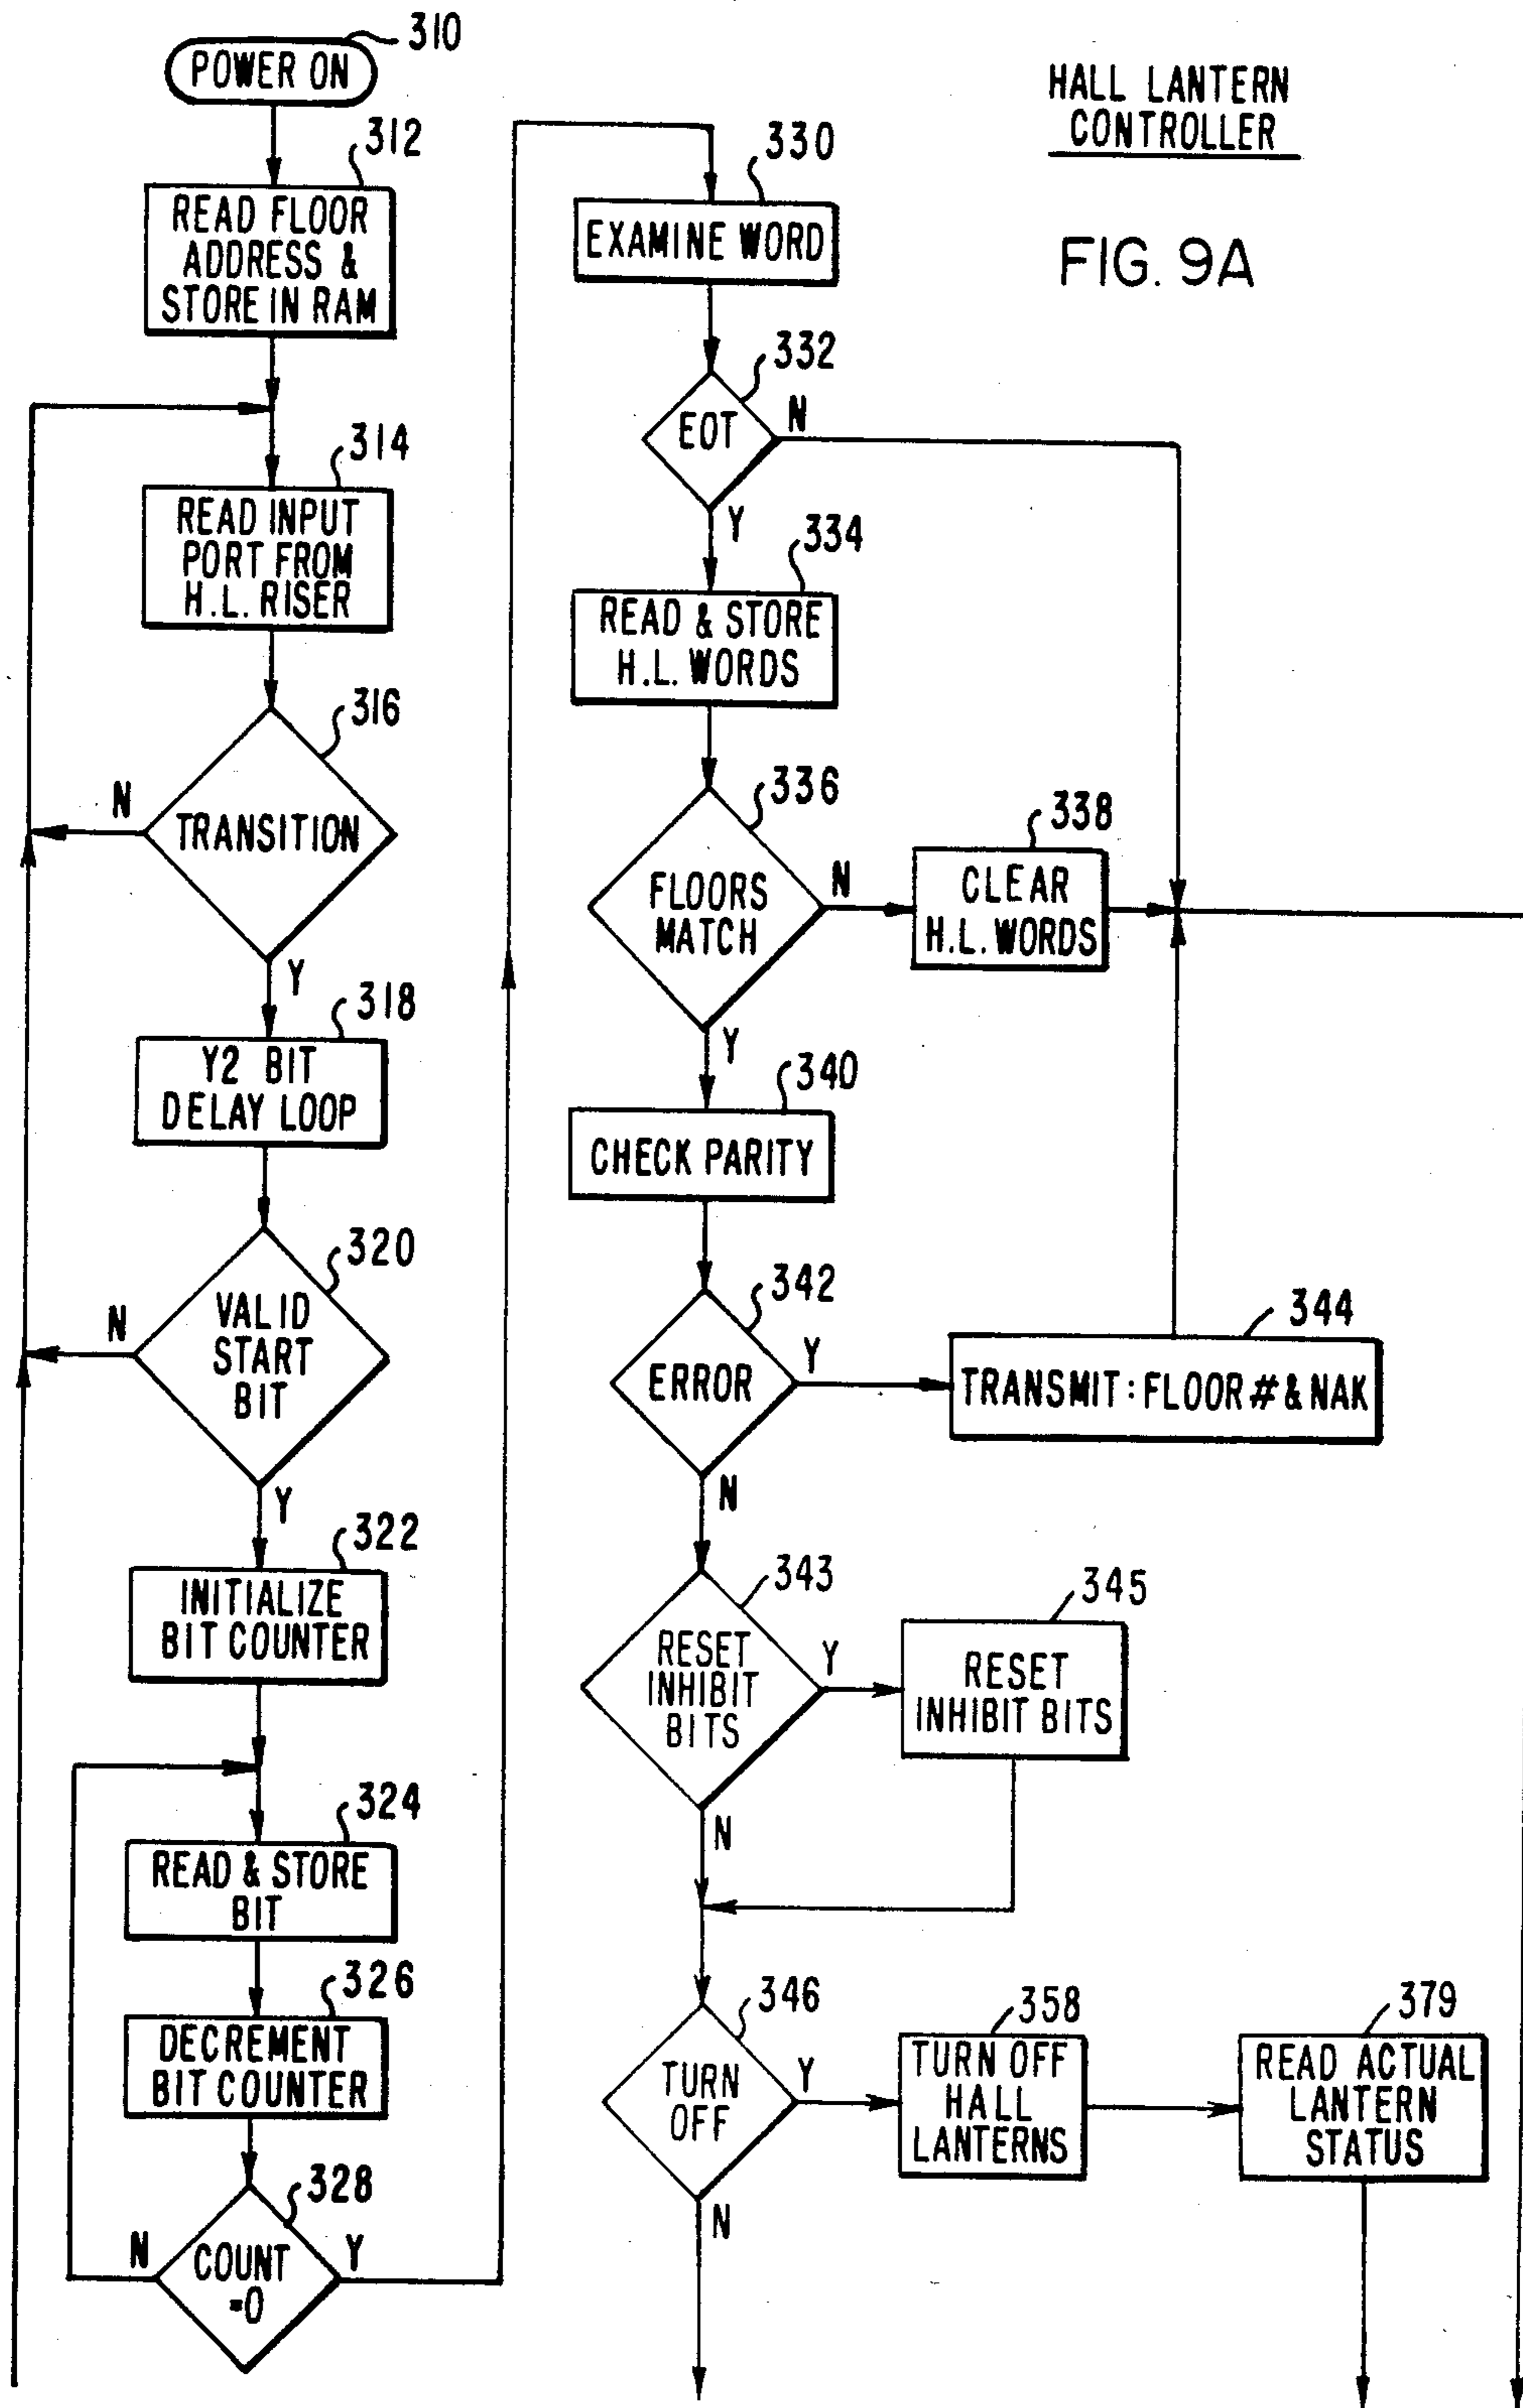 310
POWER ON
312
READ FLOOR
ADDRESS &
STORE IN RAM
314
READ INPUT
PORT FROM
H.L. RISER
316
TRANSITION
N
Y
318
Y2 BIT
DELAY LOOP
320
VALID
START
BIT
N
Y
322
INITIALIZE
BIT COUNTER
324
READ & STORE
BIT
326
DECREMENT
BIT COUNTER
328
COUNT
=0
N
Y
330
EXAMINE WORD
332
EOT
N
Y
334
READ & STORE
H.L. WORDS
336
FLOORS
MATCH
N
Y
338
CLEAR
H.L. WORDS
340
CHECK PARITY
342
ERROR
Y
N
344
TRANSMIT: FLOOR # & NAK
343
RESET
INHIBIT
BITS
Y
N
345
RESET
INHIBIT BITS
346
TURN
OFF
Y
N
358
TURN OFF
HALL
LANTERNS
379
READ ACTUAL
LANTERN
STATUS
HALL LANTERN
CONTROLLER
FIG. 9A